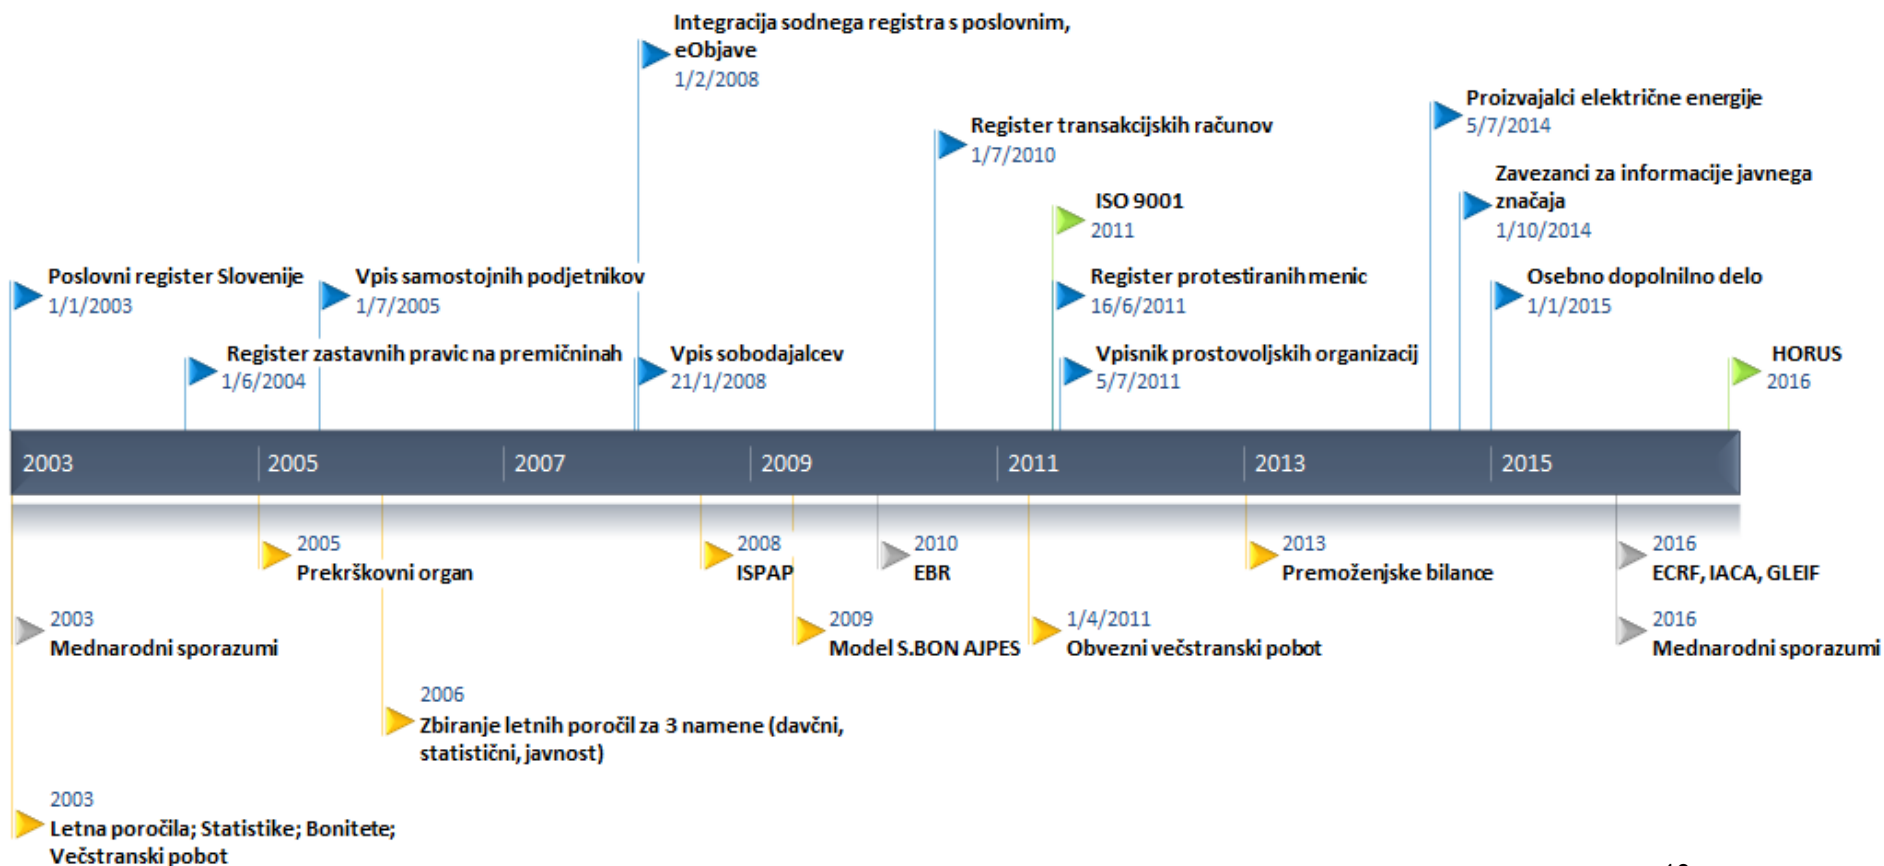 Integracija sodnega registra s poslovnim,
eObjave
1/2/2008
Proizvajalci električne energije
5/7/2014
Register transakcijskih računov
1/7/2010
Zavezanci za informacije javnega
značaja
1/10/2014
ISO 9001
2011
Poslovni register Slovenije
1/1/2003
Vpis samostojnih podjetnikov
1/7/2005
Register protestiranih menic
16/6/2011
Osebno dopolnilno delo
1/1/2015
Register zastavnih pravic na premičninah
1/6/2004
Vpis sobodajalcev
21/1/2008
Vpisnik prostovoljskih organizacij
5/7/2011
HORUS
2016
2003 2005 2007 2009 2011 2013 2015
2005
Prekrškovni organ
2008
ISPAP
2010
EBR
2013
Premoženjske bilance
2016
ECRF, IACA, GLEIF
2003
Mednarodni sporazumi
2009
Model S.BON AJPES
1/4/2011
Obvezni večstranski pobot
2016
Mednarodni sporazumi
2006
Zbiranje letnih poročil za 3 namene (davčni,
statistični, javnost)
2003
Letna poročila; Statistike; Bonitete;
Večstranski pobot